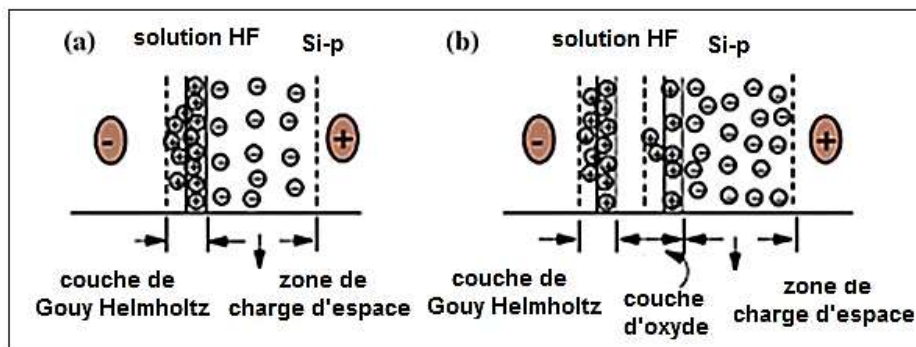 (a)
solution HF
Si-p
-
+
couche de
Gouy Helmholtz
zone de
charge d'espace
(b)
solution HF
Si-p
-
+
couche de
Gouy Helmholtz
couche
d'oxyde
zone de
charge d'espace